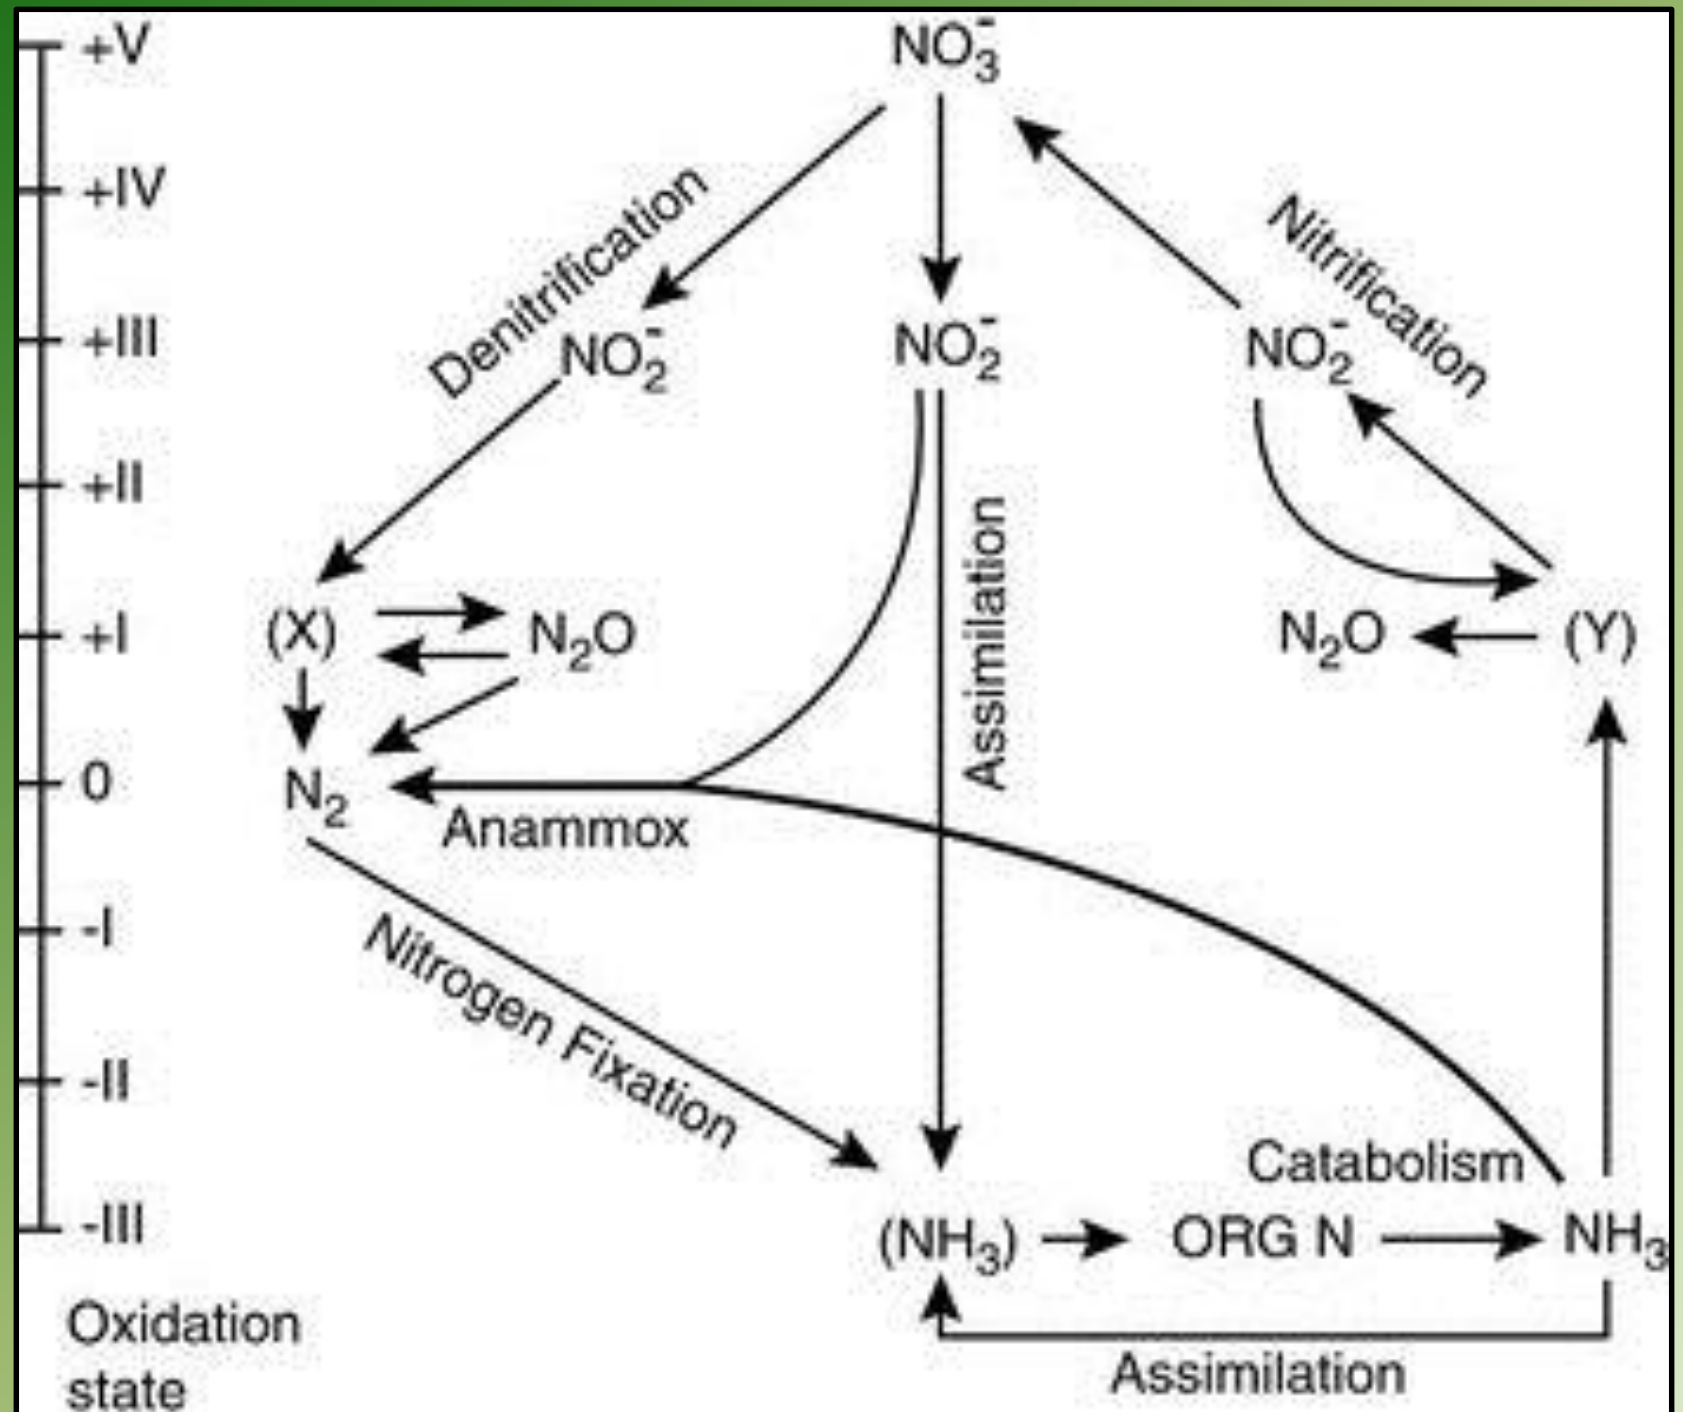 +V
NO₃⁻
+IV
Denitrification
Nitrification
+III
NO₂⁻
NO₂⁻
NO₂⁻
+II
Assimilation
(X)
+I
N₂O
N₂O
(Y)
0
N₂
Anammox
-I
Nitrogen Fixation
-II
Catabolism
-III
(NH₃)
ORG N
NH₃
Oxidation
state
Assimilation